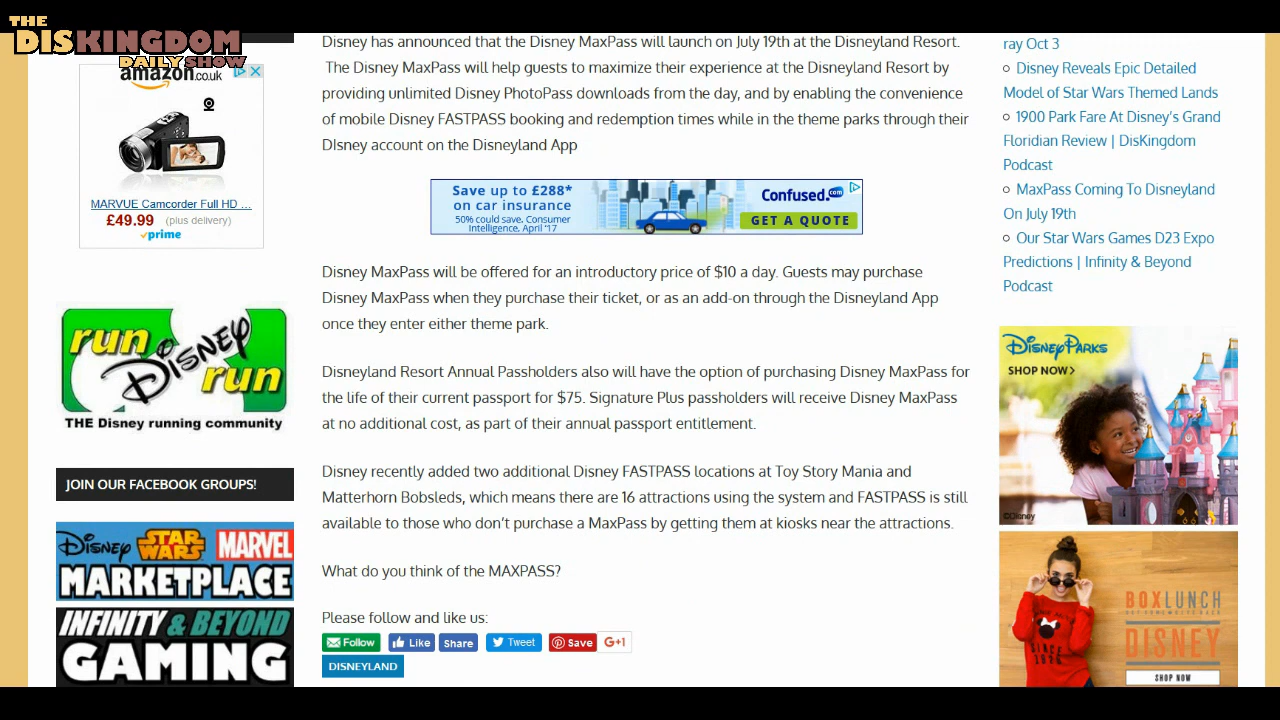 THE
DISKINGDOM
DAILY SHOW
amazon.co.uk
MARVUE Camcorder Full HD ...
£49.99 (plus delivery)
prime
run
Disney
run
THE Disney running community
JOIN OUR FACEBOOK GROUPS!
Disney STAR WARS MARVEL
MARKETPLACE
INFINITY & BEYOND
GAMING
Disney has announced that the Disney MaxPass will launch on July 19th at the Disneyland Resort.
The Disney MaxPass will help guests to maximize their experience at the Disneyland Resort by
providing unlimited Disney PhotoPass downloads from the day, and by enabling the convenience
of mobile Disney FASTPASS booking and redemption times while in the theme parks through their
DIsney account on the Disneyland App
Save up to £288*
on car insurance
50% could save, Consumer
Intelligence, April '17
Confused.com
GET A QUOTE
Disney MaxPass will be offered for an introductory price of $10 a day. Guests may purchase
Disney MaxPass when they purchase their ticket, or as an add-on through the Disneyland App
once they enter either theme park.
Disneyland Resort Annual Passholders also will have the option of purchasing Disney MaxPass for
the life of their current passport for $75. Signature Plus passholders will receive Disney MaxPass
at no additional cost, as part of their annual passport entitlement.
Disney recently added two additional Disney FASTPASS locations at Toy Story Mania and
Matterhorn Bobsleds, which means there are 16 attractions using the system and FASTPASS is still
available to those who don't purchase a MaxPass by getting them at kiosks near the attractions.
What do you think of the MAXPASS?
Please follow and like us:
Follow Like Share Tweet Save G+1
DISNEYLAND
ray Oct 3
Disney Reveals Epic Detailed
Model of Star Wars Themed Lands
1900 Park Fare At Disney's Grand
Floridian Review | DisKingdom
Podcast
MaxPass Coming To Disneyland
On July 19th
Our Star Wars Games D23 Expo
Predictions | Infinity & Beyond
Podcast
Disney PARKS
SHOP NOW >
©Disney
BOXLUNCH
DISNEY
SHOP NOW
SINCE
1928